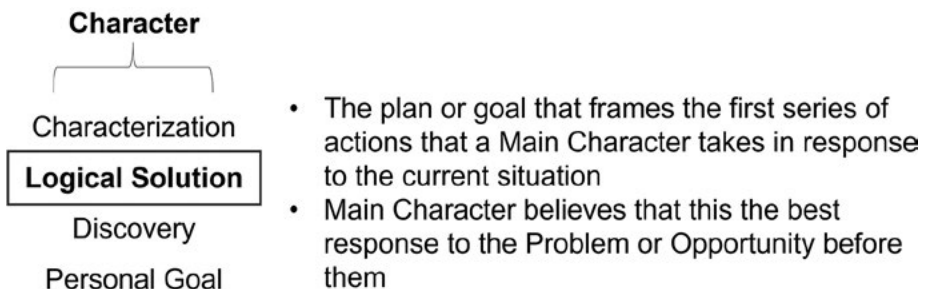 Character
Characterization
Logical Solution
Discovery
Personal Goal
• The plan or goal that frames the first series of
actions that a Main Character takes in response
to the current situation
• Main Character believes that this the best
response to the Problem or Opportunity before
them